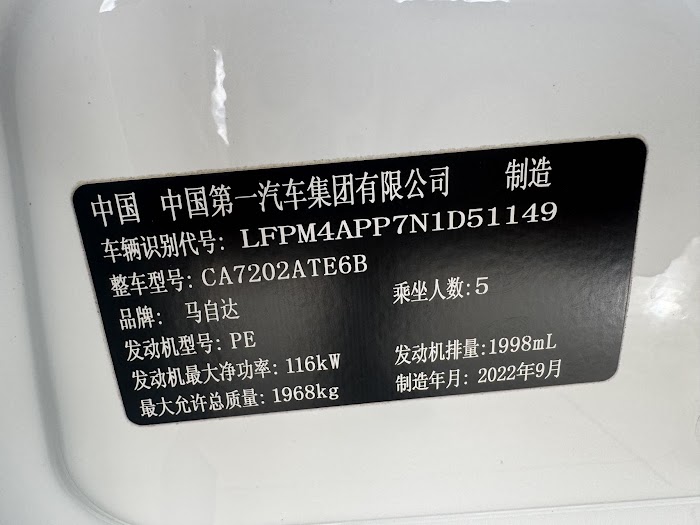 中国 中国第一汽车集团有限公司 制造
车辆识别代号: LFPM4APP7N1D51149
整车型号: CA7202ATE6B
品牌: 马自达 乘坐人数: 5
发动机型号: PE
发动机最大净功率: 116kW 发动机排量:1998mL
最大允许总质量: 1968kg 制造年月: 2022年9月